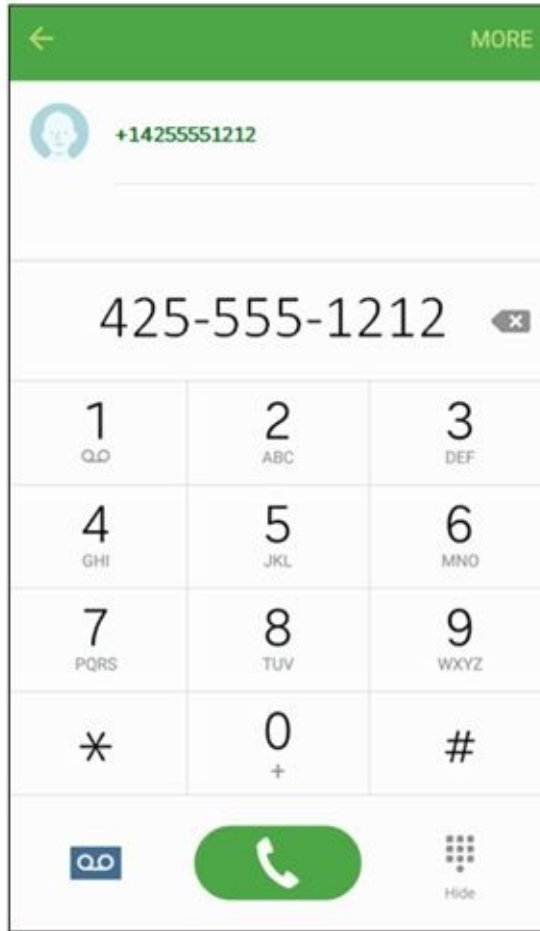 MORE
+14255551212
425-555-1212
1 2 3
ABC DEF
4 5 6
GHI JKL MNO
7 8 9
PQRS TUV WXYZ
* 0 #
+
Hide